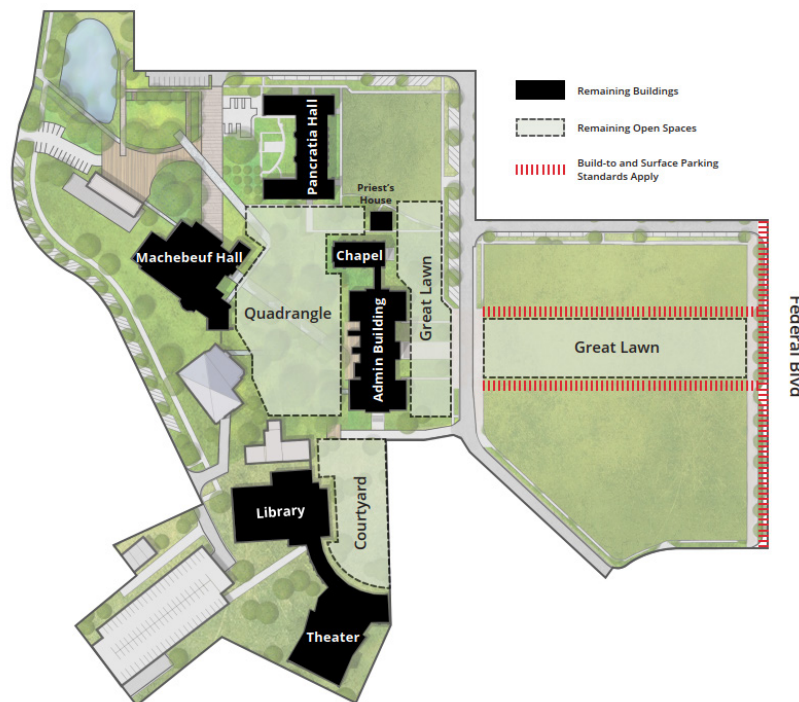 Remaining Buildings
Remaining Open Spaces
Build-to and Surface Parking
Standards Apply
Pancratia Hall
Priest's
House
Machebeuf Hall
Chapel
Quadrangle
Great Lawn
Admin Building
Great Lawn
Federal Blvd
Library
Courtyard
Theater